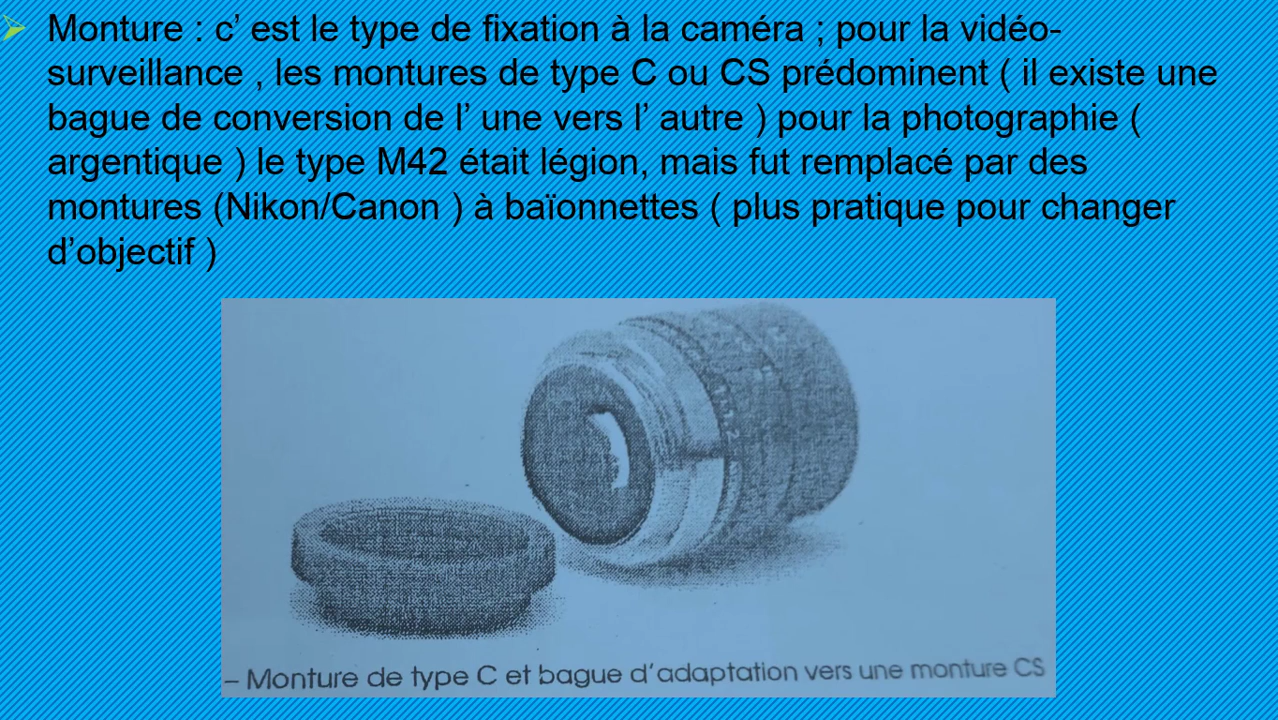 Monture : c’ est le type de fixation à la caméra ; pour la vidéo-
surveillance , les montures de type C ou CS prédominent ( il existe une
bague de conversion de l’ une vers l’ autre ) pour la photographie (
argentique ) le type M42 était légion, mais fut remplacé par des
montures (Nikon/Canon ) à baïonnettes ( plus pratique pour changer
d’objectif )
– Monture de type C et bague d’adaptation vers une monture CS